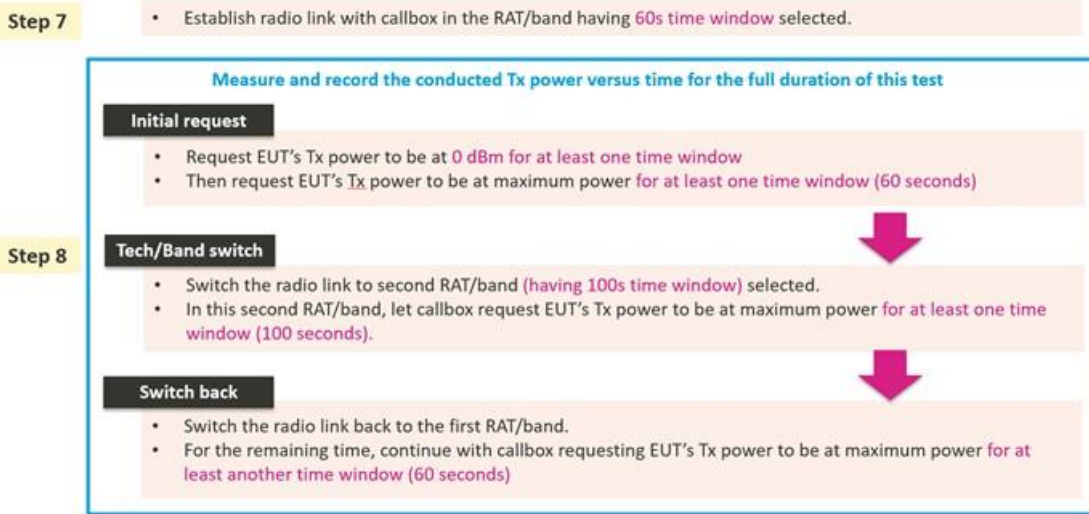 Step 7
• Establish radio link with callbox in the RAT/band having 60s time window selected.
Measure and record the conducted Tx power versus time for the full duration of this test
Initial request
• Request EUT's Tx power to be at 0 dBm for at least one time window
• Then request EUT's Tx power to be at maximum power for at least one time window (60 seconds)
Step 8
Tech/Band switch
• Switch the radio link to second RAT/band (having 100s time window) selected.
• In this second RAT/band, let callbox request EUT's Tx power to be at maximum power for at least one time
window (100 seconds).
Switch back
• Switch the radio link back to the first RAT/band.
• For the remaining time, continue with callbox requesting EUT's Tx power to be at maximum power for at
least another time window (60 seconds)